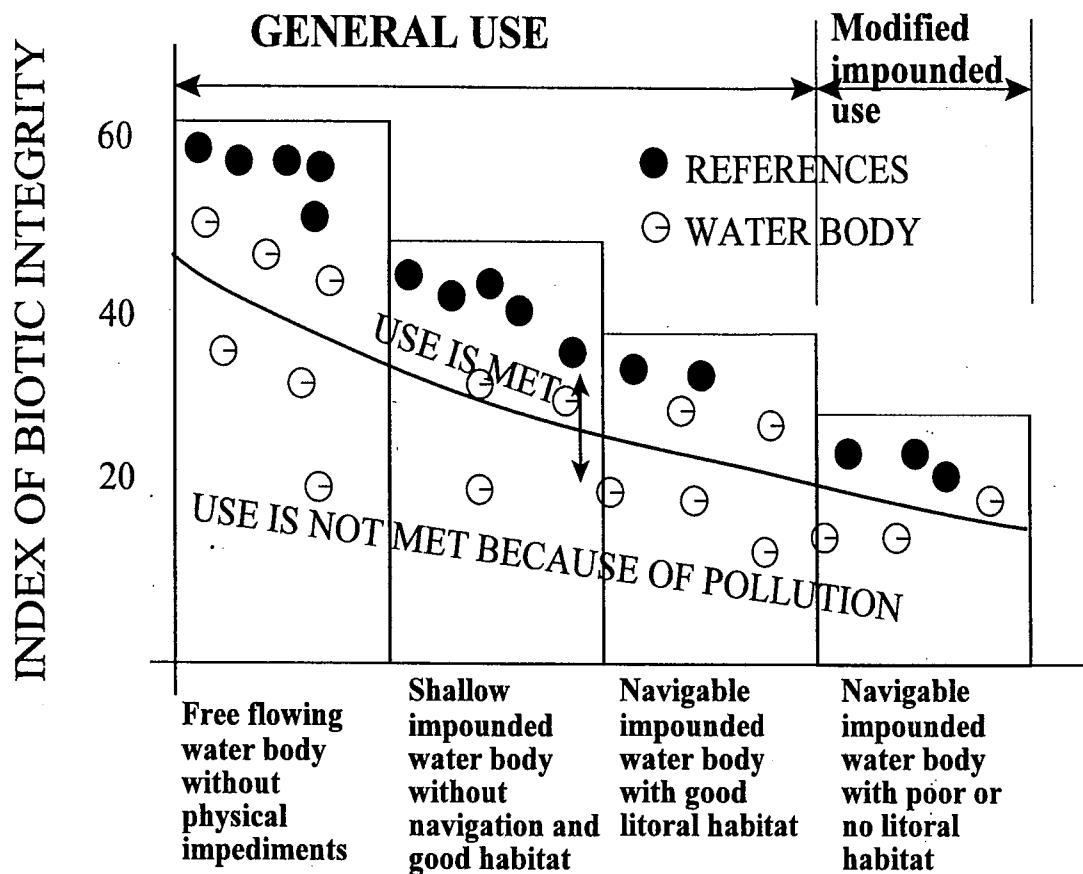 GENERAL USE
Modified
impounded
use
INDEX OF BIOTIC INTEGRITY
60
40
20
REFERENCES
WATER BODY
USE IS MET
USE IS NOT MET BECAUSE OF POLLUTION
Free flowing
water body
without
physical
impediments
Shallow
impounded
water body
without
navigation and
good habitat
Navigable
impounded
water body
with good
litoral habitat
Navigable
impounded
water body
with poor or
no litoral
habitat